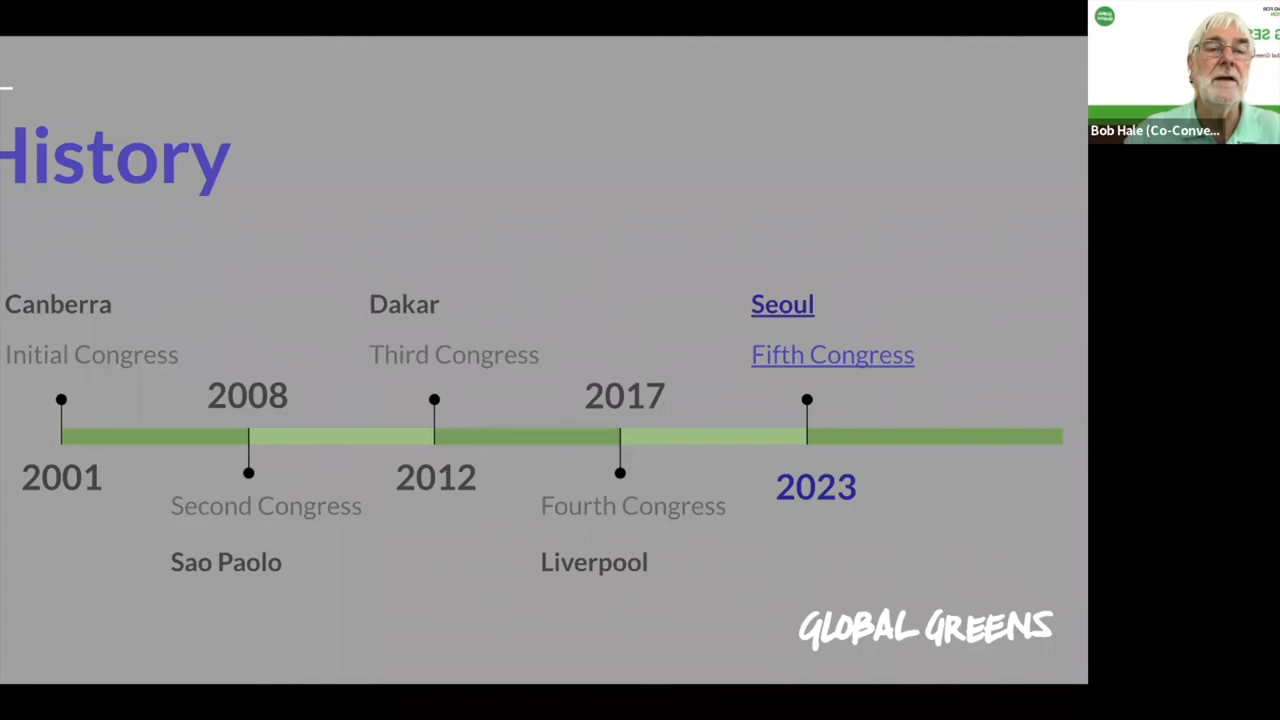 History
Canberra
Initial Congress
Dakar
Third Congress
Seoul
Fifth Congress
2008
2017
2001
2012
2023
Second Congress
Sao Paolo
Fourth Congress
Liverpool
GLOBAL GREENS
Bob Hale (Co-Conve...